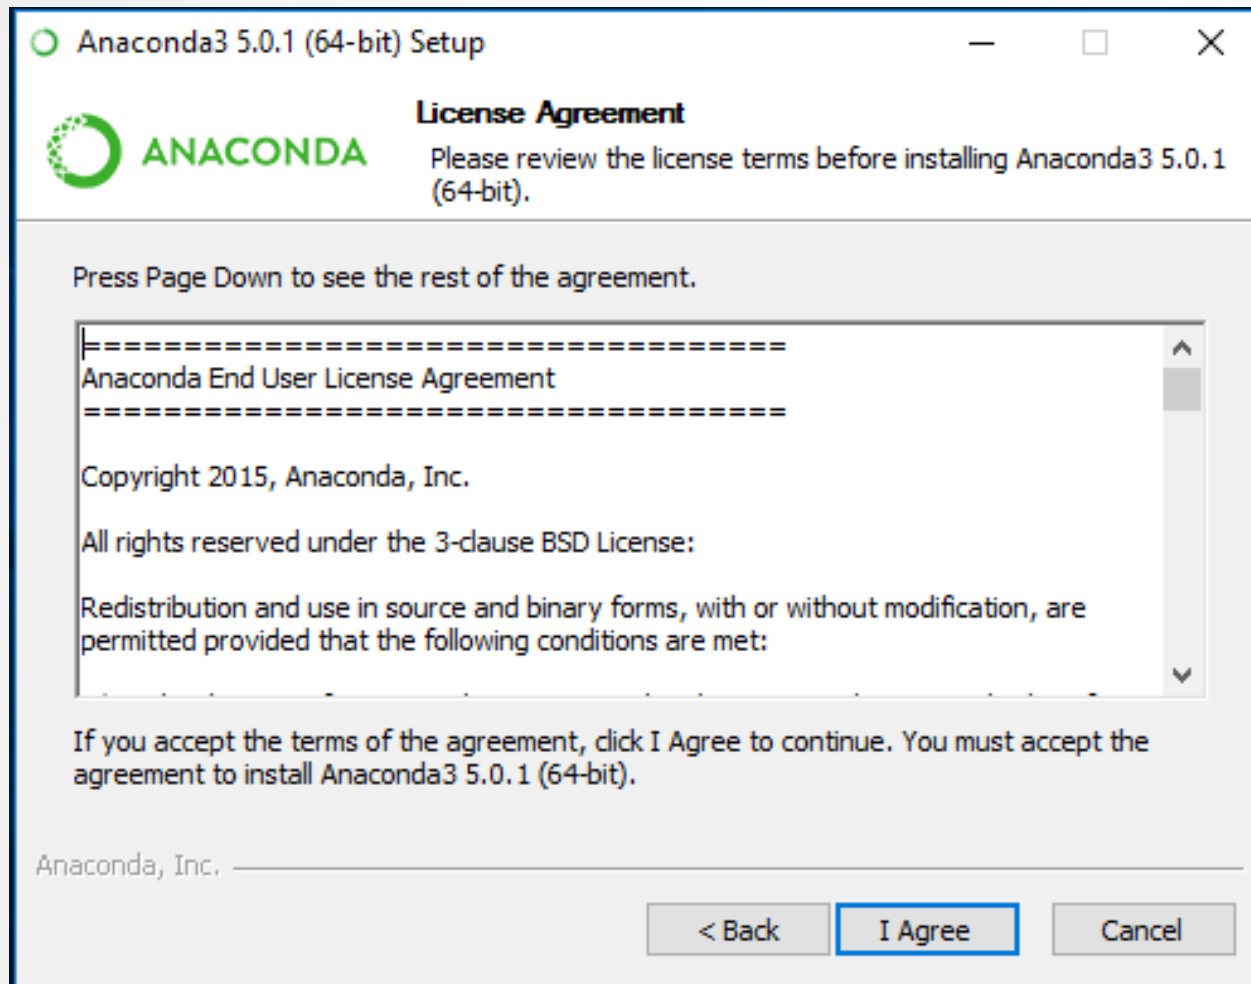 Anaconda3 5.0.1 (64-bit) Setup
ANACONDA
License Agreement
Please review the license terms before installing Anaconda3 5.0.1
(64-bit).
Press Page Down to see the rest of the agreement.
===================================
Anaconda End User License Agreement
===================================
Copyright 2015, Anaconda, Inc.
All rights reserved under the 3-clause BSD License:
Redistribution and use in source and binary forms, with or without modification, are
permitted provided that the following conditions are met:
If you accept the terms of the agreement, click I Agree to continue. You must accept the
agreement to install Anaconda3 5.0.1 (64-bit).
Anaconda, Inc.
< Back
I Agree
Cancel